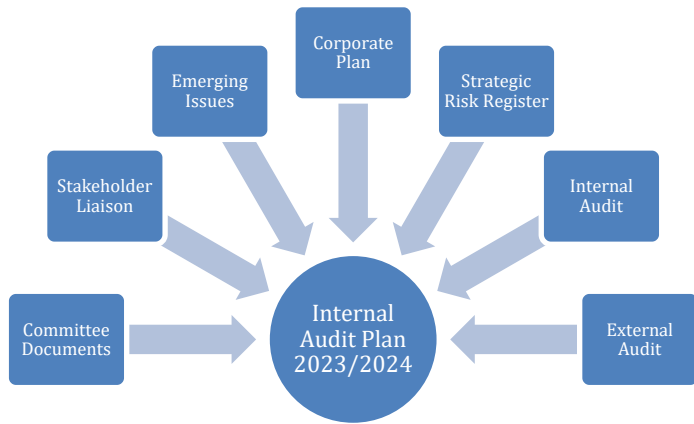 Corporate
Plan
Emerging
Issues
Strategic
Risk Register
Stakeholder
Liaison
Internal
Audit
Committee
Documents
Internal
Audit Plan
2023/2024
External
Audit